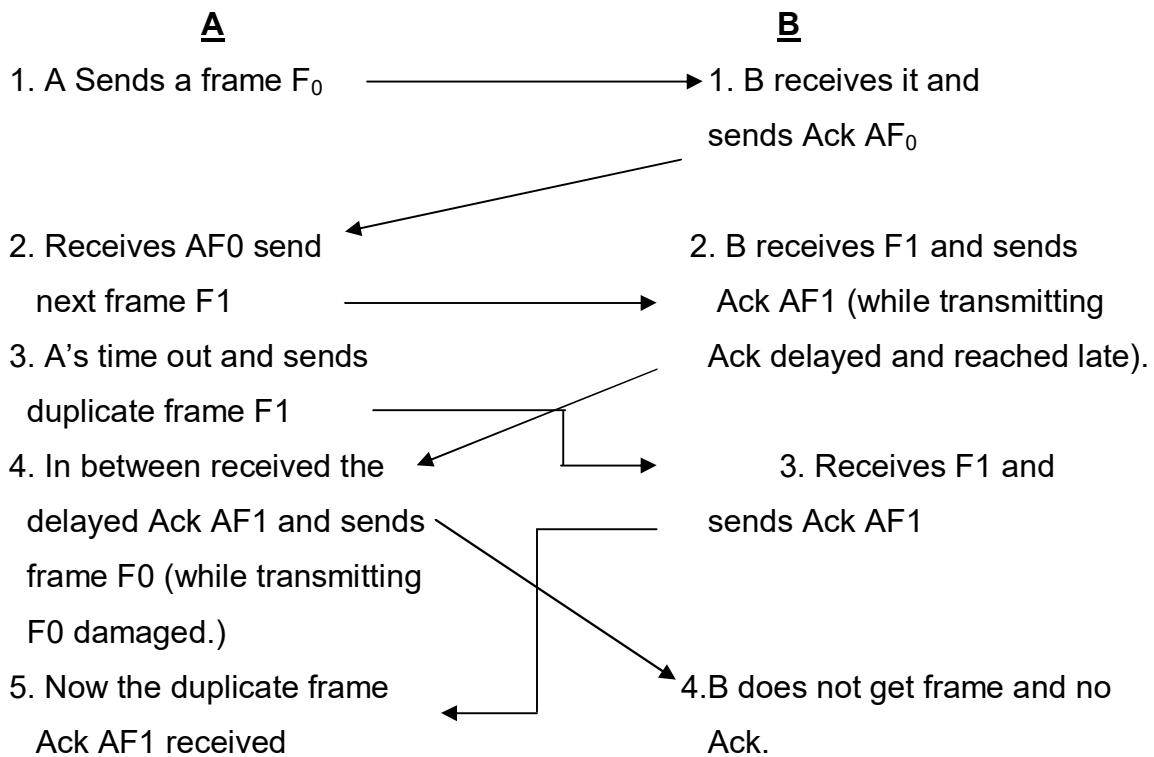 A
B
1. A Sends a frame F₀
1. B receives it and
sends Ack AF₀
2. Receives AF0 send
next frame F1
2. B receives F1 and sends
Ack AF1 (while transmitting
Ack delayed and reached late).
3. A’s time out and sends
duplicate frame F1
4. In between received the
delayed Ack AF1 and sends
frame F0 (while transmitting
F0 damaged.)
3. Receives F1 and
sends Ack AF1
5. Now the duplicate frame
Ack AF1 received
4.B does not get frame and no
Ack.